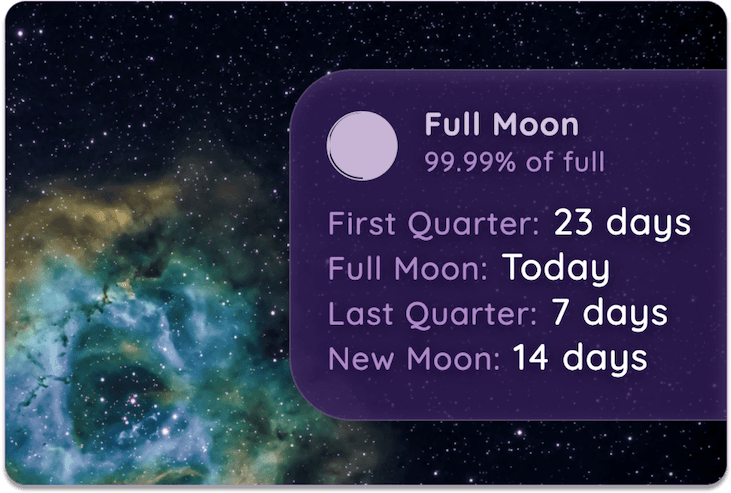 Full Moon
99.99% of full
First Quarter: 23 days
Full Moon: Today
Last Quarter: 7 days
New Moon: 14 days